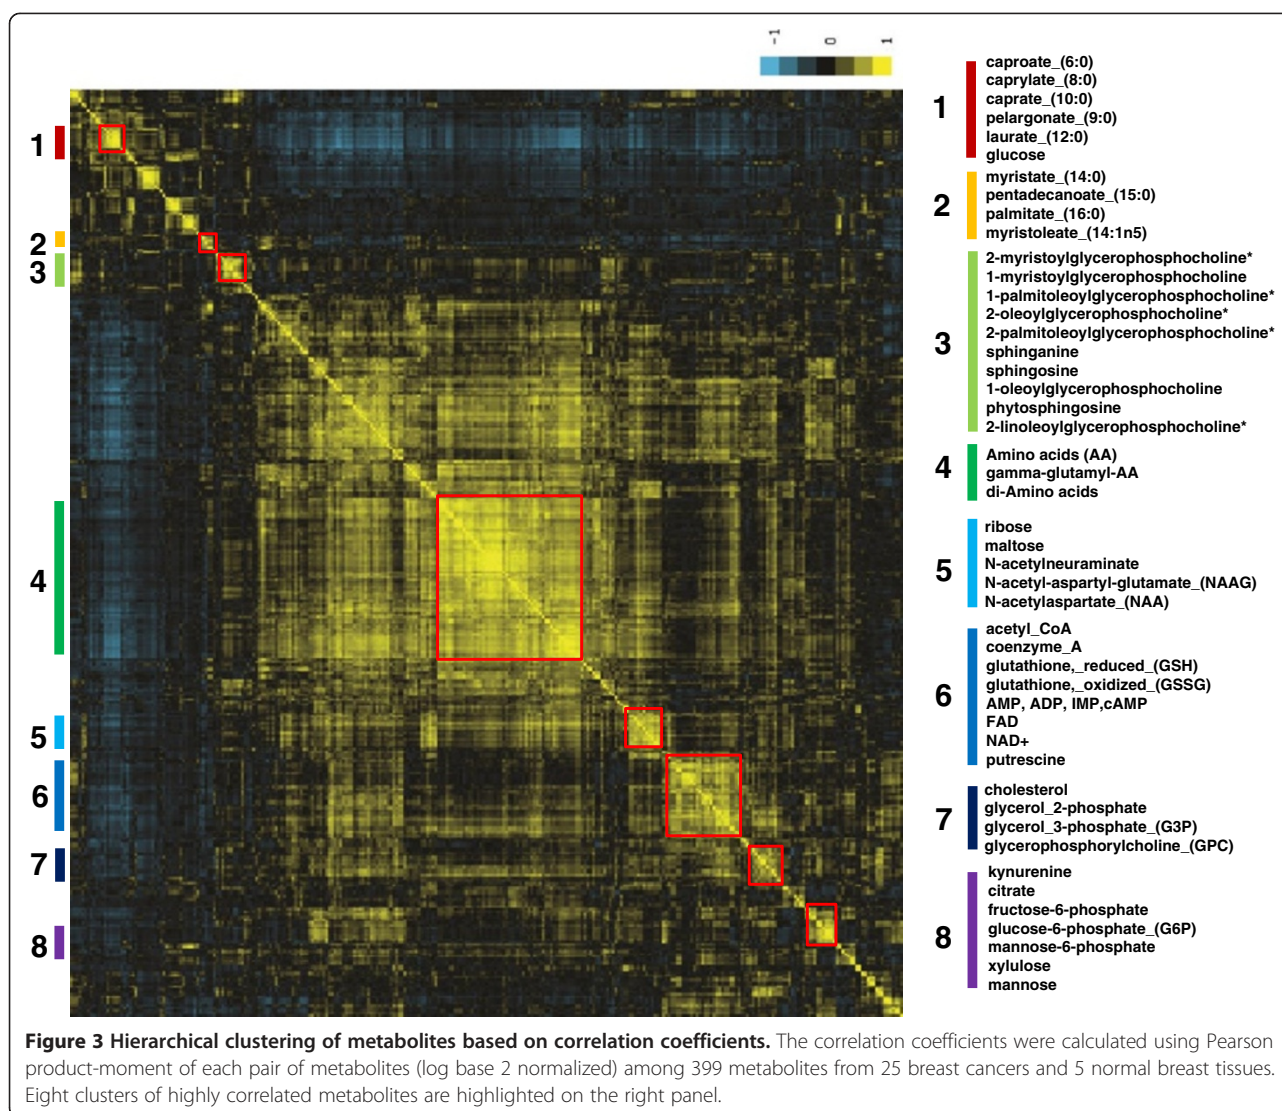 -1 0 1
1
2
3
4
5
6
7
8
1
caproate_(6:0)
caprylate_(8:0)
caprate_(10:0)
pelargonate_(9:0)
laurate_(12:0)
glucose
2
myristate_(14:0)
pentadecanoate_(15:0)
palmitate_(16:0)
myristoleate_(14:1n5)
3
2-myristoylglycerophosphocholine*
1-myristoylglycerophosphocholine
1-palmitoleoylglycerophosphocholine*
2-oleoylglycerophosphocholine*
2-palmitoleoylglycerophosphocholine*
sphinganine
sphingosine
1-oleoylglycerophosphocholine
phytosphingosine
2-linoleoylglycerophosphocholine*
4
Amino acids (AA)
gamma-glutamyl-AA
di-Amino acids
5
ribose
maltose
N-acetylneuraminate
N-acetyl-aspartyl-glutamate_(NAAG)
N-acetylaspartate_(NAA)
6
acetyl_CoA
coenzyme_A
glutathione,_reduced_(GSH)
glutathione,_oxidized_(GSSG)
AMP, ADP, IMP,cAMP
FAD
NAD+
putrescine
7
cholesterol
glycerol_2-phosphate
glycerol_3-phosphate_(G3P)
glycerophosphorylcholine_(GPC)
8
kynurenine
citrate
fructose-6-phosphate
glucose-6-phosphate_(G6P)
mannose-6-phosphate
xylulose
mannose
Figure 3 Hierarchical clustering of metabolites based on correlation coefficients. The correlation coefficients were calculated using Pearson
product-moment of each pair of metabolites (log base 2 normalized) among 399 metabolites from 25 breast cancers and 5 normal breast tissues.
Eight clusters of highly correlated metabolites are highlighted on the right panel.